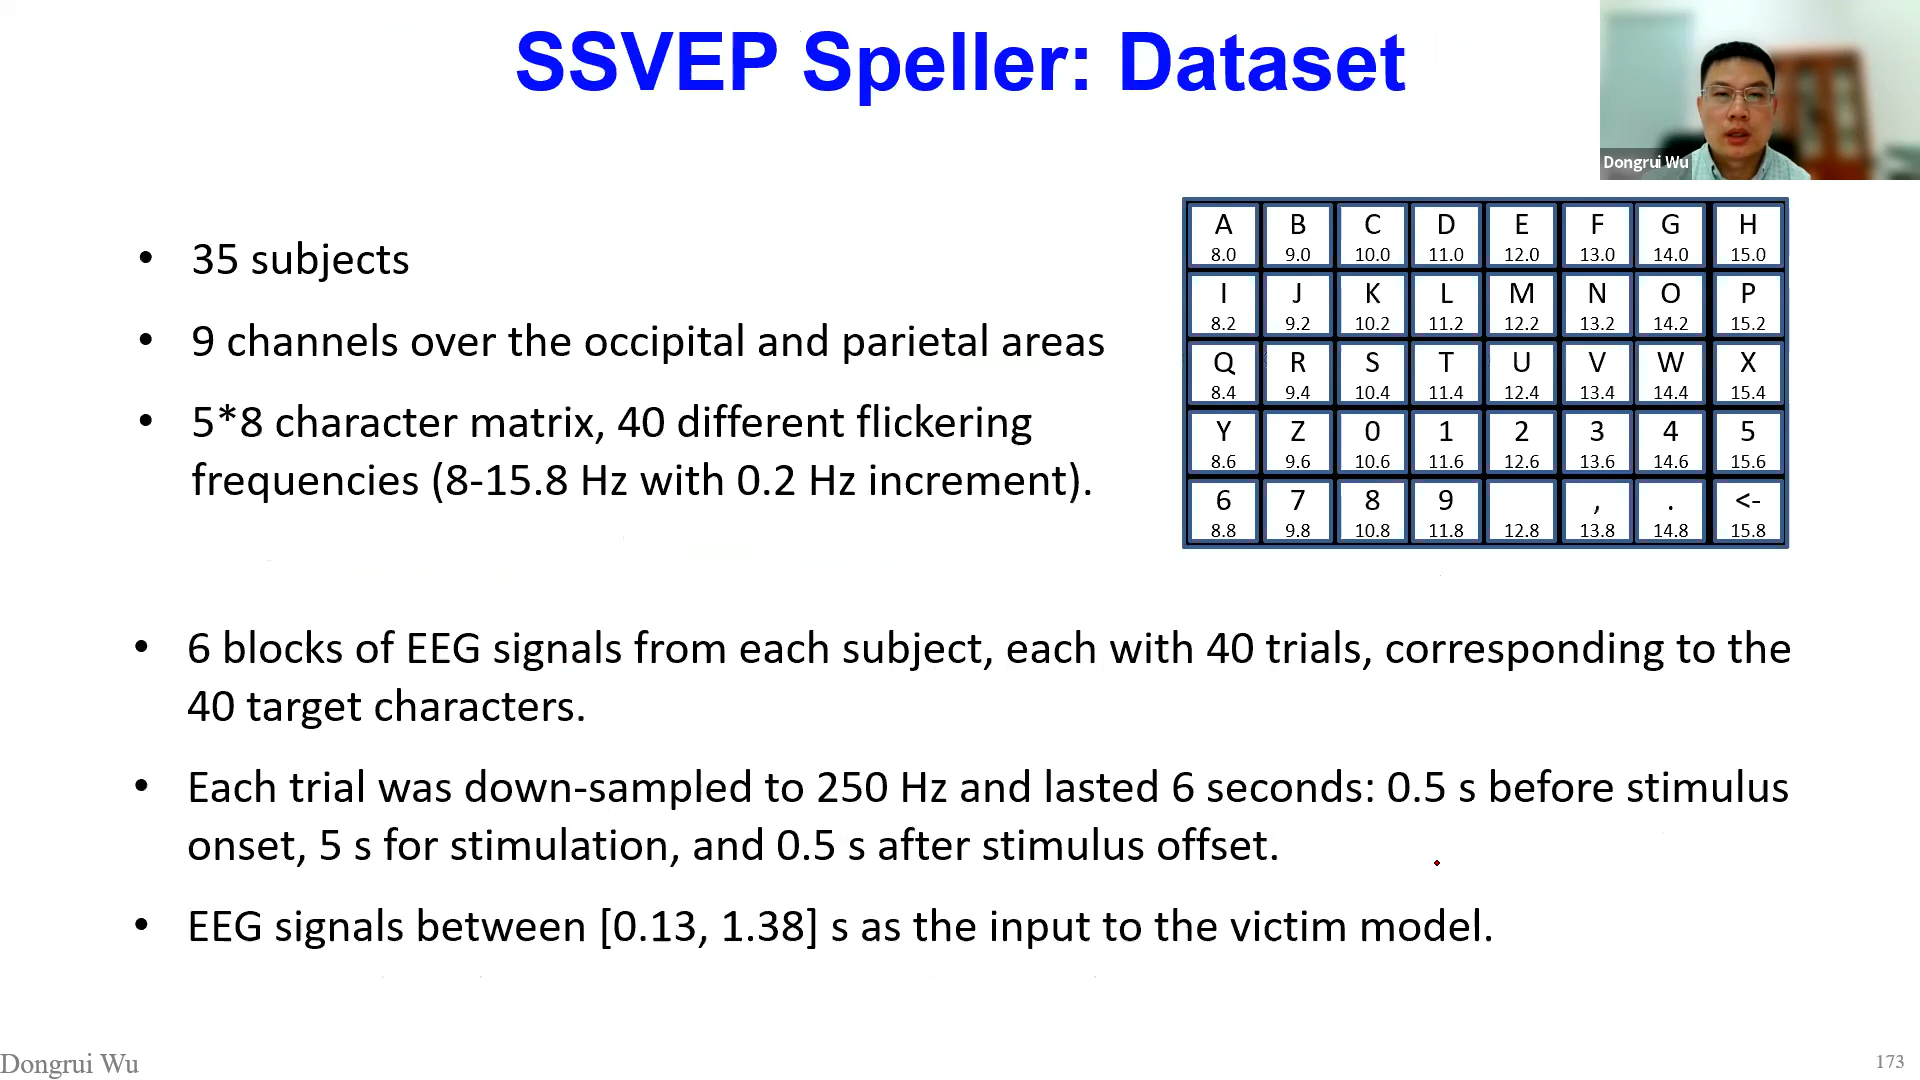 SSVEP Speller: Dataset
Dongrui Wu
• 35 subjects
• 9 channels over the occipital and parietal areas
• 5*8 character matrix, 40 different flickering
frequencies (8-15.8 Hz with 0.2 Hz increment).
A B C D E F G H
8.0 9.0 10.0 11.0 12.0 13.0 14.0 15.0
I J K L M N O P
8.2 9.2 10.2 11.2 12.2 13.2 14.2 15.2
Q R S T U V W X
8.4 9.4 10.4 11.4 12.4 13.4 14.4 15.4
Y Z 0 1 2 3 4 5
8.6 9.6 10.6 11.6 12.6 13.6 14.6 15.6
6 7 8 9 , . <-
8.8 9.8 10.8 11.8 12.8 13.8 14.8 15.8
• 6 blocks of EEG signals from each subject, each with 40 trials, corresponding to the
40 target characters.
• Each trial was down-sampled to 250 Hz and lasted 6 seconds: 0.5 s before stimulus
onset, 5 s for stimulation, and 0.5 s after stimulus offset.
• EEG signals between [0.13, 1.38] s as the input to the victim model.
Dongrui Wu
173